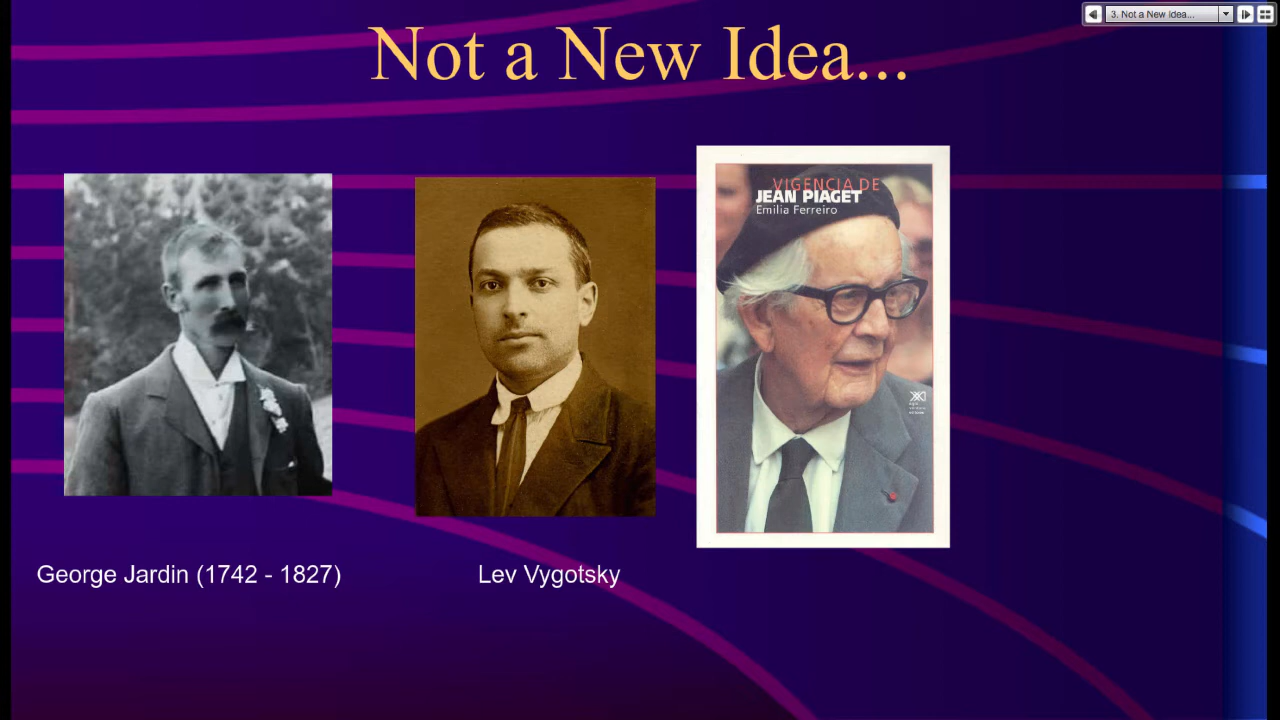 3. Not a New Idea...
Not a New Idea...
VIGENCIA DE
JEAN PIAGET
Emilia Ferreiro
George Jardin (1742 - 1827)
Lev Vygotsky